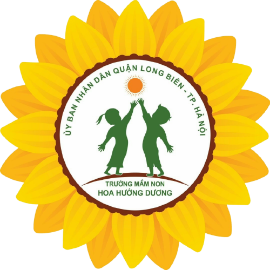 ỦY BAN NHÂN DÂN QUẬN LONG BIÊN - TP. HÀ NỘI
TRƯỜNG MẦM NON
HOA HƯỚNG DƯƠNG